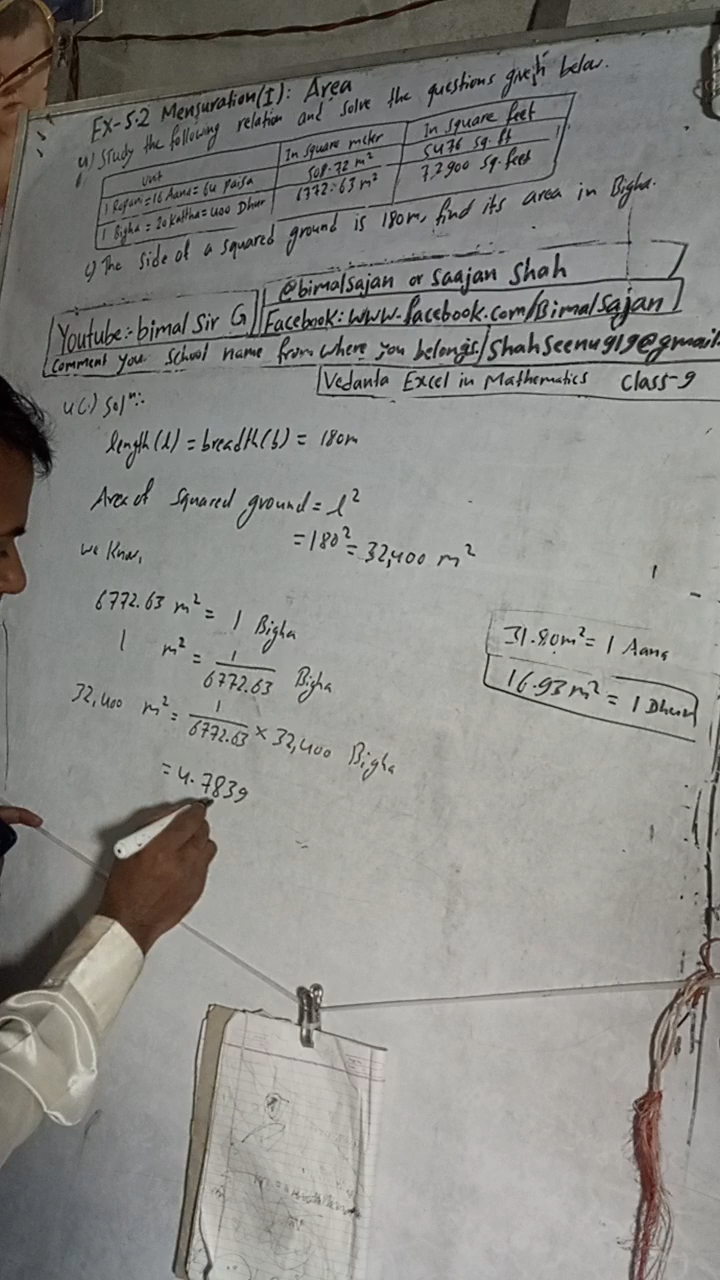 Ex-5.2 Mensuration(I): Area
4) Study the following relation and solve the questions given below.
Unit In square meter In square feet
1 Ropani=16 Aana=64 Paisa 508.72 m² 5476 sq.ft
1 Bigha = 20 Kattha=400 Dhur 6772.63 m² 72900 sq.feet
c) The side of a squared ground is 180m, find its area in Bigha.
@bimalsajan or Saajan Shah
Youtube:- bimal Sir G Facebook: www.facebook.com/Bimalsajan
Comment your school name from where you belongs/shahseenu919@gmail.
Vedanta Excel in Mathematics Class-9
4c) Solⁿ:-
length(l) = breadth(b) = 180m
Area of squared ground = l²
= 180² = 32,400 m²
we know,
6772.63 m² = 1 Bigha
1 m² = 1/6772.63 Bigha
32,400 m² = 1/6772.63 × 32,400 Bigha
= 4.7839
31.80m² = 1 Aana
16.93 m² = 1 Dhur